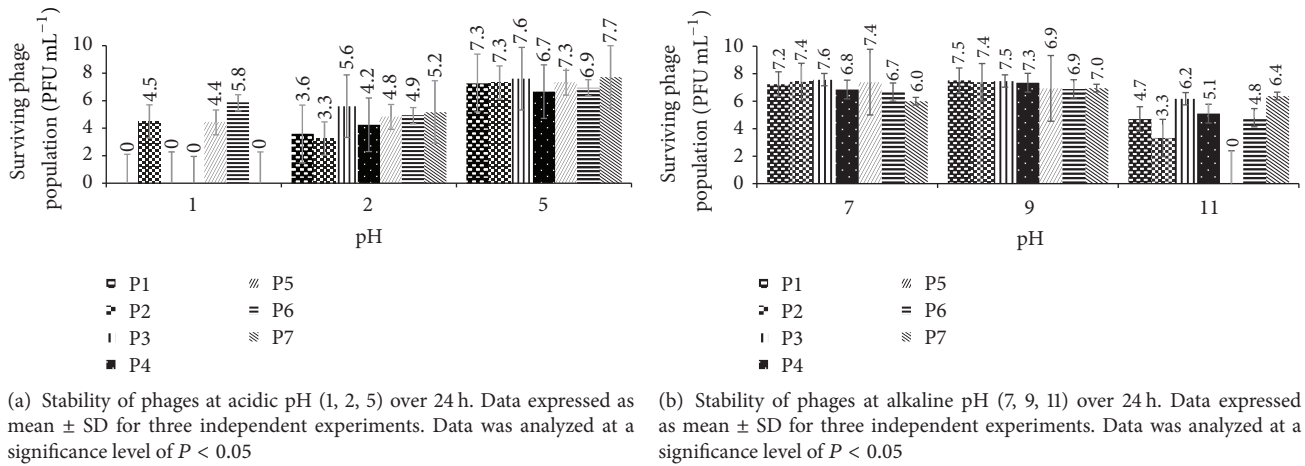 Surviving phage
population (PFU mL−1)
10
8
6
4
2
0
0
4.5
0
0
4.4
5.8
0
3.6
3.3
5.6
4.2
4.8
4.9
5.2
7.3
7.3
7.6
6.7
7.3
6.9
7.7
1
2
5
pH
P1
P2
P3
P4
P5
P6
P7
(a) Stability of phages at acidic pH (1, 2, 5) over 24 h. Data expressed as
mean ± SD for three independent experiments. Data was analyzed at a
significance level of P < 0.05
Surviving phage
population (PFU mL−1)
10
8
6
4
2
0
7.2
7.4
7.6
6.8
7.4
6.7
6.0
7.5
7.4
7.5
7.3
6.9
6.9
7.0
4.7
3.3
6.2
5.1
0
4.8
6.4
7
9
11
pH
P1
P2
P3
P4
P5
P6
P7
(b) Stability of phages at alkaline pH (7, 9, 11) over 24 h. Data expressed
as mean ± SD for three independent experiments. Data was analyzed at a
significance level of P < 0.05